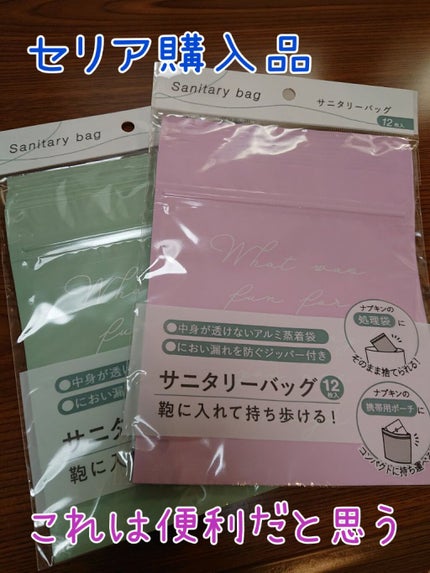 セリア購入品
Sanitary bag
サニタリーバッグ
12枚入
Sanitary bag
What was
fun for
●中身が透けないアルミ蒸着袋
●におい漏れを防ぐジッパー付き
サニタリーバッグ 12枚入
鞄に入れて持ち歩ける!
ナプキンの
処理袋に
そのまま捨てられる!
ナプキンの
携帯用ポーチに
コンパクトに持ち運べ
●中身が透け
●におい漏
サニタ
鞄に入
これは便利だと思う